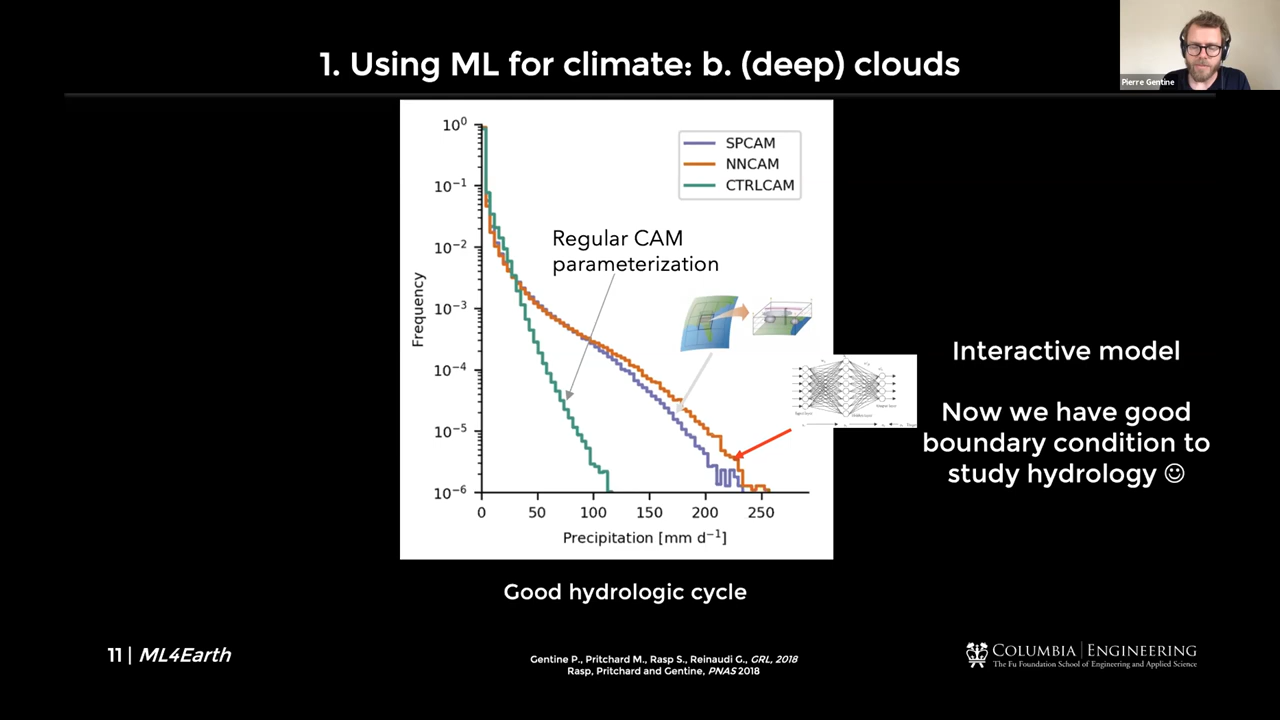 1. Using ML for climate: b. (deep) clouds
Pierre Gentine
10⁰
10⁻¹
10⁻²
10⁻³
10⁻⁴
10⁻⁵
10⁻⁶
Frequency
SPCAM
NNCAM
CTRLCAM
Regular CAM
parameterization
0 50 100 150 200 250
Precipitation [mm d⁻¹]
Interactive model
Now we have good
boundary condition to
study hydrology ☺
Good hydrologic cycle
11 | ML4Earth
Gentine P., Pritchard M., Rasp S., Reinaudi G., GRL, 2018
Rasp, Pritchard and Gentine, PNAS 2018
COLUMBIA | ENGINEERING
The Fu Foundation School of Engineering and Applied Science